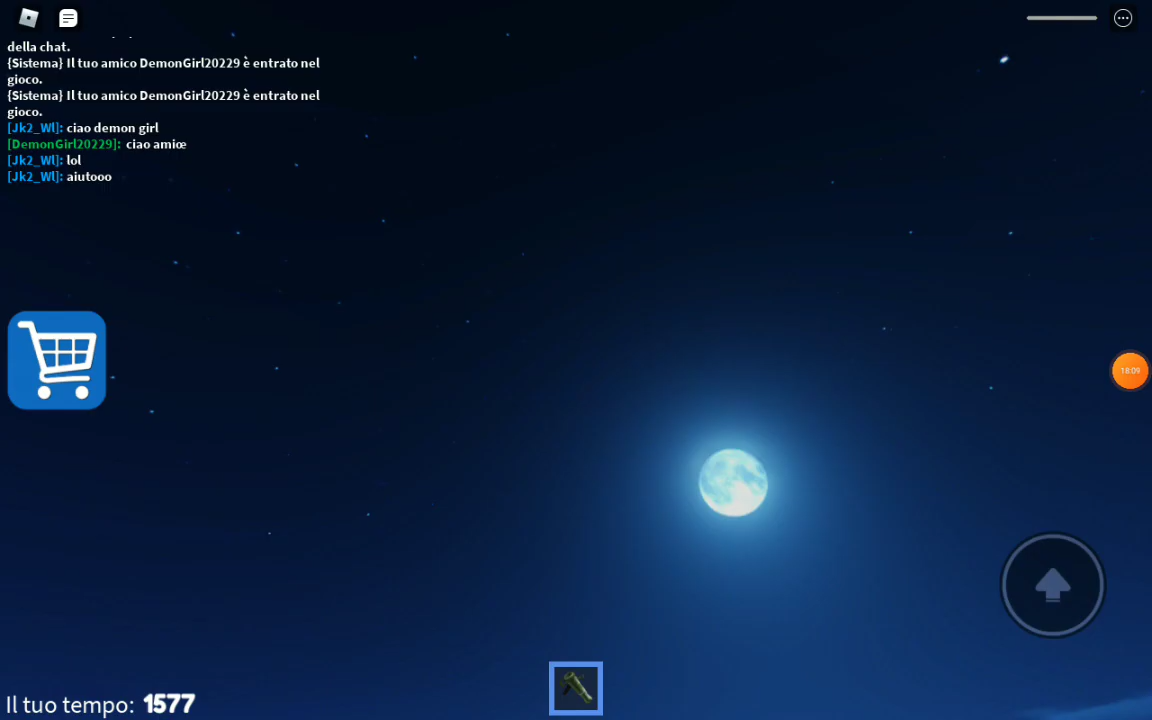 della chat.
{Sistema} Il tuo amico DemonGirl20229 è entrato nel
gioco.
{Sistema} Il tuo amico DemonGirl20229 è entrato nel
gioco.
[Jk2_Wl]: ciao demon girl
[DemonGirl20229]: ciao amiœ
[Jk2_Wl]: lol
[Jk2_Wl]: aiutooo
18:09
Il tuo tempo: 1577